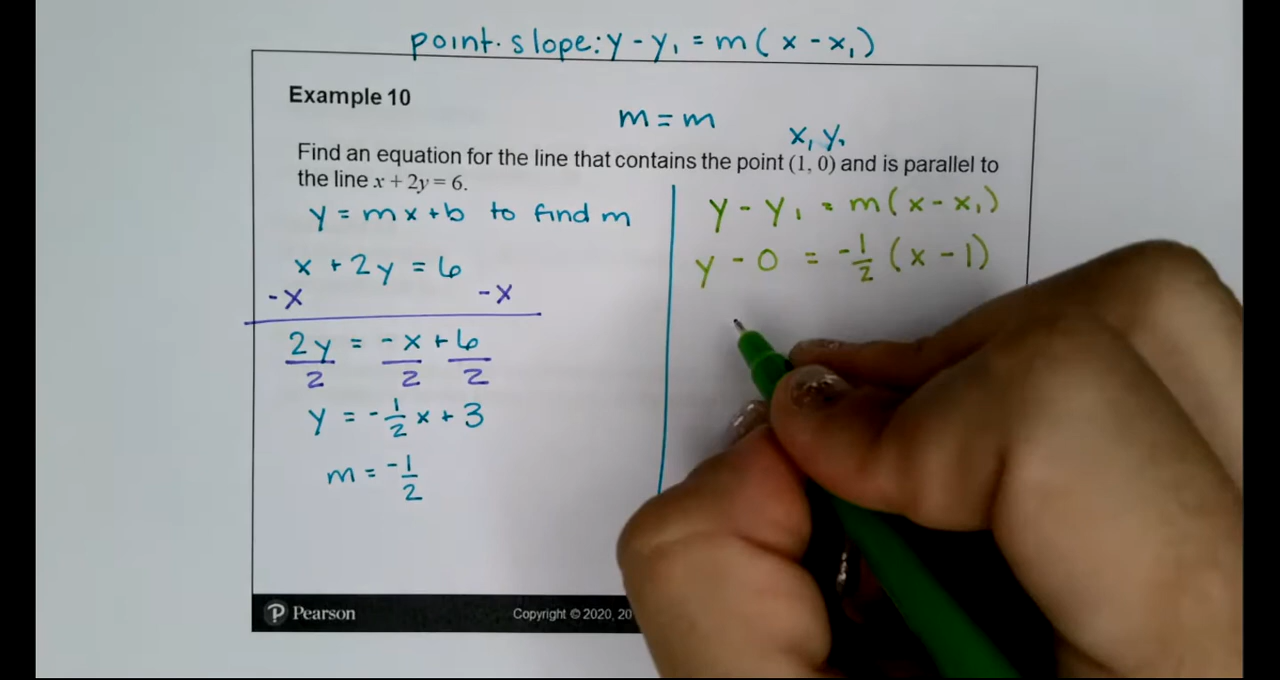 point-slope: y - y₁ = m(x - x₁)
Example 10
m = m
x₁ y₁
Find an equation for the line that contains the point (1, 0) and is parallel to
the line x + 2y = 6.
y = mx + b to find m
x + 2y = 6
-x -x
2y = -x + 6
2 2 2
y = -1/2 x + 3
m = -1/2
y - y₁ = m(x - x₁)
y - 0 = -1/2 (x - 1)
P Pearson
Copyright © 2020, 20